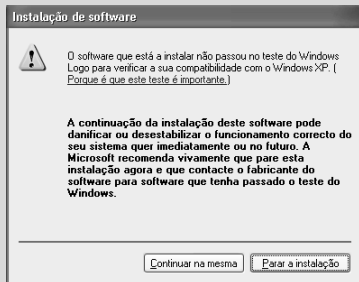 Instalação de software
O software que está a instalar não passou no teste do Windows
Logo para verificar a sua compatibilidade com o Windows XP. (
Porque é que este teste é importante.)
A continuação da instalação deste software pode
danificar ou desestabilizar o funcionamento correcto do
seu sistema quer imediatamente ou no futuro. A
Microsoft recomenda vivamente que pare esta
instalação agora e que contacte o fabricante do
software para software que tenha passado o teste do
Windows.
Continuar na mesma Parar a instalação